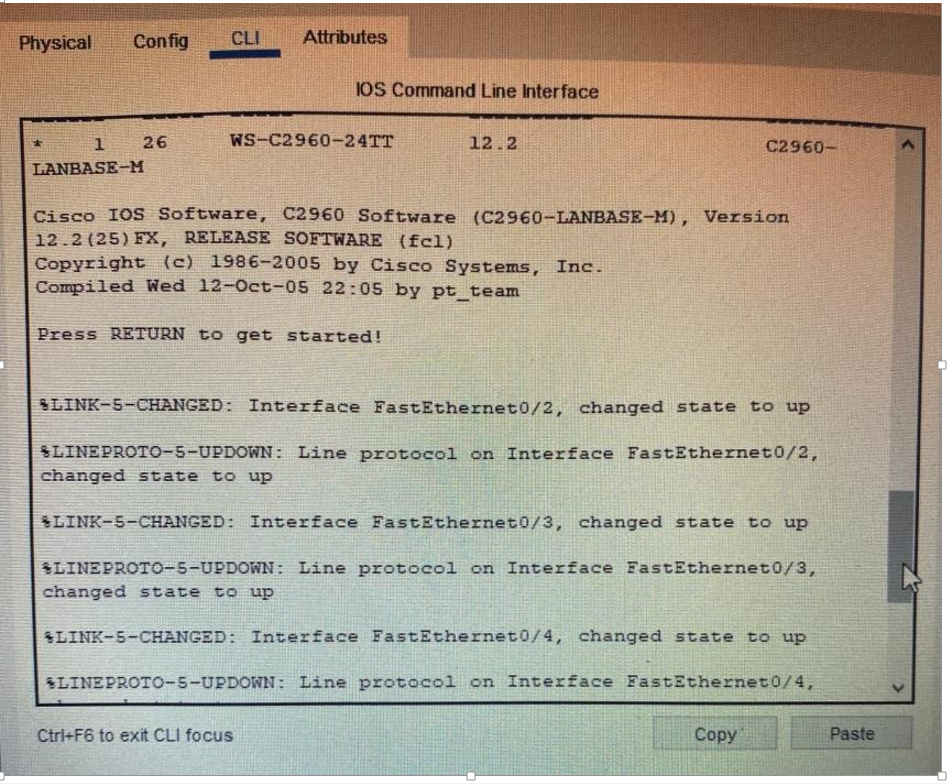 Physical Config CLI Attributes
IOS Command Line Interface
* 1 26 WS-C2960-24TT 12.2 C2960-
LANBASE-M
Cisco IOS Software, C2960 Software (C2960-LANBASE-M), Version
12.2(25)FX, RELEASE SOFTWARE (fc1)
Copyright (c) 1986-2005 by Cisco Systems, Inc.
Compiled Wed 12-Oct-05 22:05 by pt_team
Press RETURN to get started!
%LINK-5-CHANGED: Interface FastEthernet0/2, changed state to up
%LINEPROTO-5-UPDOWN: Line protocol on Interface FastEthernet0/2,
changed state to up
%LINK-5-CHANGED: Interface FastEthernet0/3, changed state to up
%LINEPROTO-5-UPDOWN: Line protocol on Interface FastEthernet0/3,
changed state to up
%LINK-5-CHANGED: Interface FastEthernet0/4, changed state to up
%LINEPROTO-5-UPDOWN: Line protocol on Interface FastEthernet0/4,
Ctrl+F6 to exit CLI focus
Copy Paste